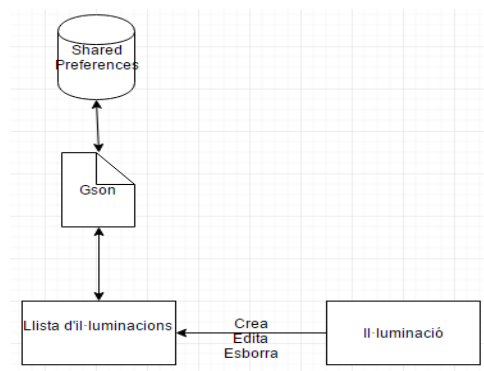 Shared
Preferences
Gson
Llista d'il·luminacions
Crea
Edita
Esborra
Il·luminació